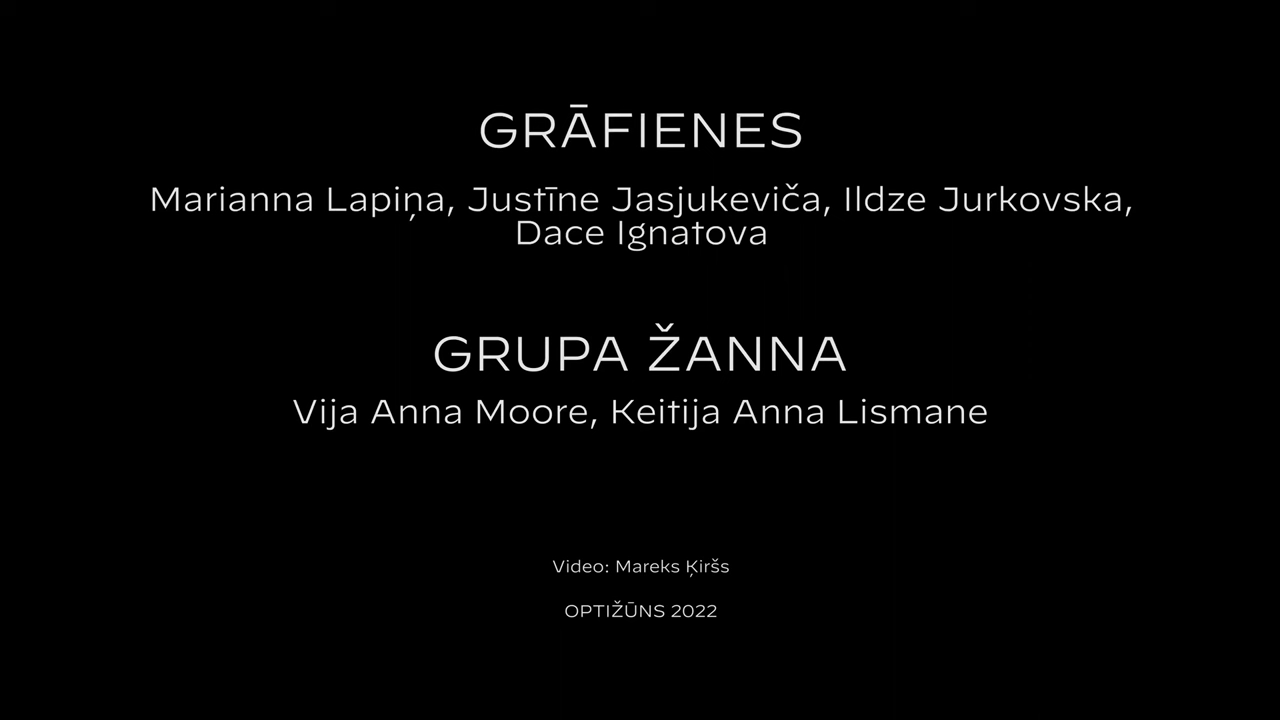 GRĀFIENES
Marianna Lapiņa, Justīne Jasjukeviča, Ildze Jurkovska,
Dace Ignatova
GRUPA ŽANNA
Vija Anna Moore, Keitija Anna Lismane
Video: Mareks Ķiršs
OPTIŽŪNS 2022